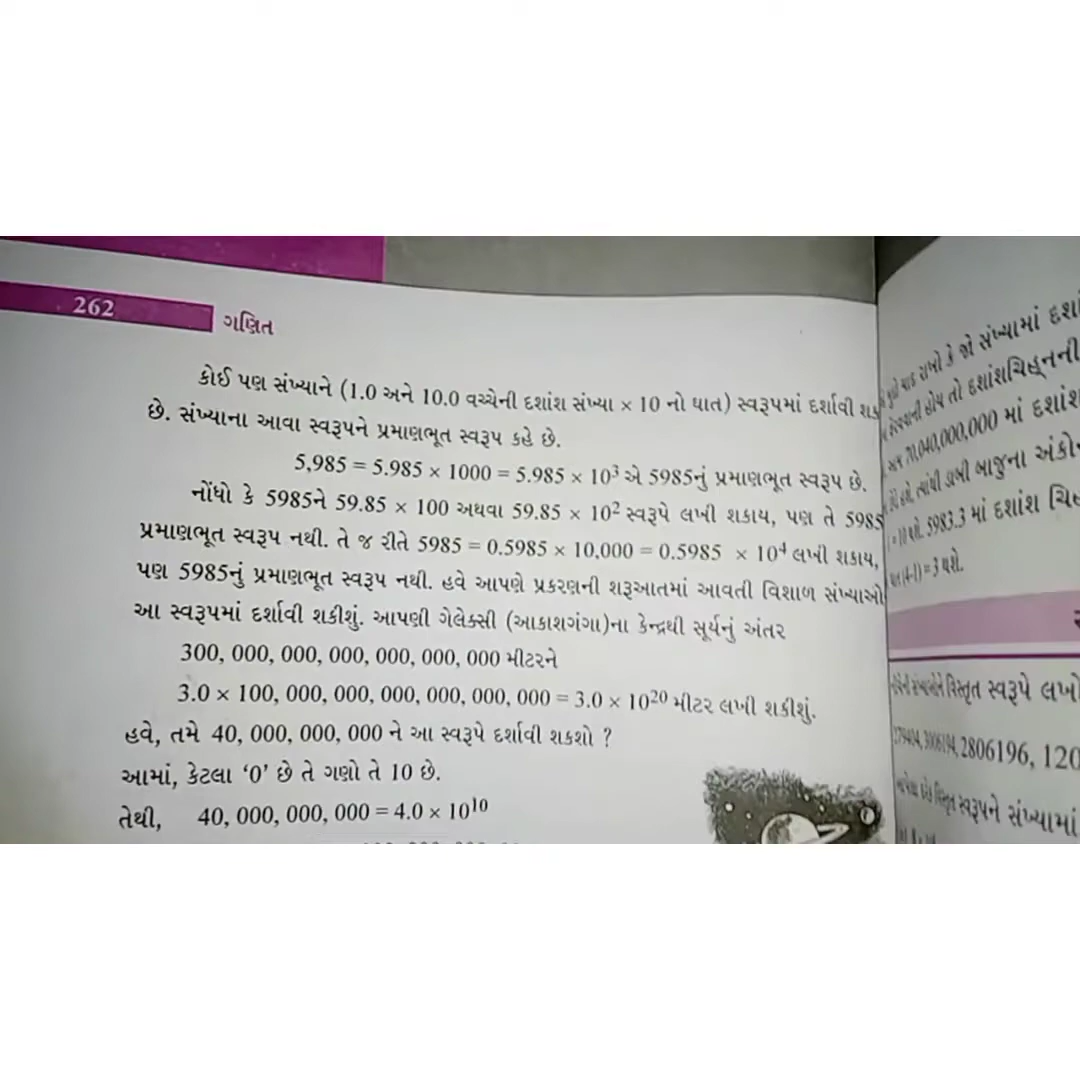 262
ગણિત
કોઈ પણ સંખ્યાને (1.0 અને 10.0 વચ્ચેની દશાંશ સંખ્યા × 10 નો ઘાત) સ્વરૂપમાં દર્શાવી
છે. સંખ્યાના આવા સ્વરૂપને પ્રમાણભૂત સ્વરૂપ કહે છે.
5,985 = 5.985 × 1000 = 5.985 × 10³ એ 5985નું પ્રમાણભૂત સ્વરૂપ છે.
નોંધો કે 5985ને 59.85 × 100 અથવા 59.85 × 10² સ્વરૂપે લખી શકાય, પણ તે 5985
પ્રમાણભૂત સ્વરૂપ નથી. તે જ રીતે 5985 = 0.5985 × 10,000 = 0.5985 × 10⁴ લખી શકાય,
પણ 5985નું પ્રમાણભૂત સ્વરૂપ નથી. હવે આપણે પ્રકરણની શરૂઆતમાં આવતી વિશાળ સંખ્યાઓ
આ સ્વરૂપમાં દર્શાવી શકીશું. આપણી ગેલેક્સી (આકાશગંગા)ના કેન્દ્રથી સૂર્યનું અંતર
300, 000, 000, 000, 000, 000, 000 મીટરને
3.0 × 100, 000, 000, 000, 000, 000, 000 = 3.0 × 10²⁰ મીટર લખી શકીશું.
હવે, તમે 40, 000, 000, 000 ને આ સ્વરૂપે દર્શાવી શકશો ?
આમાં, કેટલા ‘0’ છે તે ગણો તે 10 છે.
તેથી, 40, 000, 000, 000 = 4.0 × 10¹⁰
યાદ રાખો કે જો સંખ્યામાં
હોય તો દશાંશચિહ્નની
70,040,000,000 માં દશાંશ
ત્યાંથી ડાબી બાજુના
5983.3 માં દશાંશ
(4-1) = 3 થશે.
વિસ્તૃત સ્વરૂપે લખો
279404, 3006194, 2806196, 120
વિસ્તૃત સ્વરૂપને સંખ્યામાં